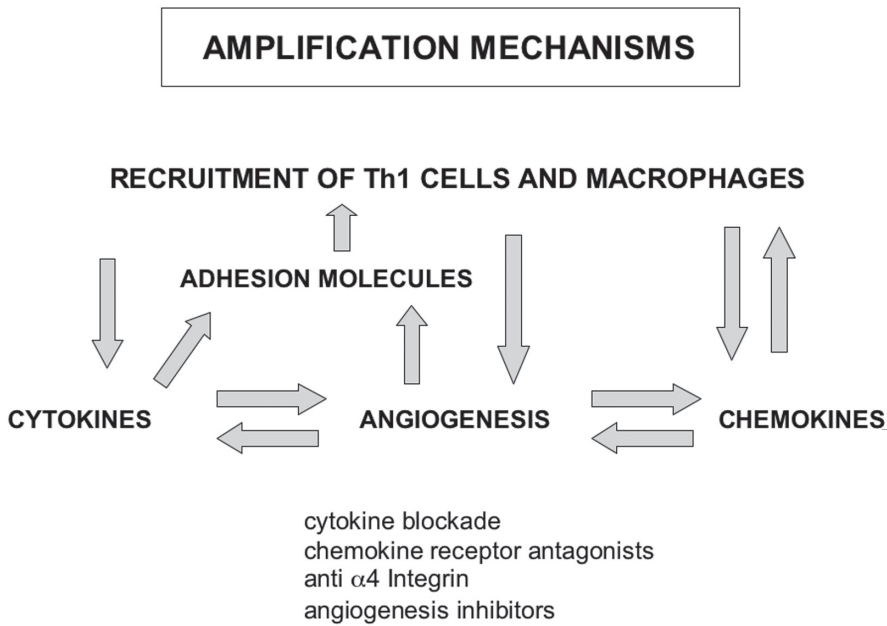 AMPLIFICATION MECHANISMS
RECRUITMENT OF Th1 CELLS AND MACROPHAGES
ADHESION MOLECULES
CYTOKINES
ANGIOGENESIS
CHEMOKINES
cytokine blockade
chemokine receptor antagonists
anti α4 Integrin
angiogenesis inhibitors